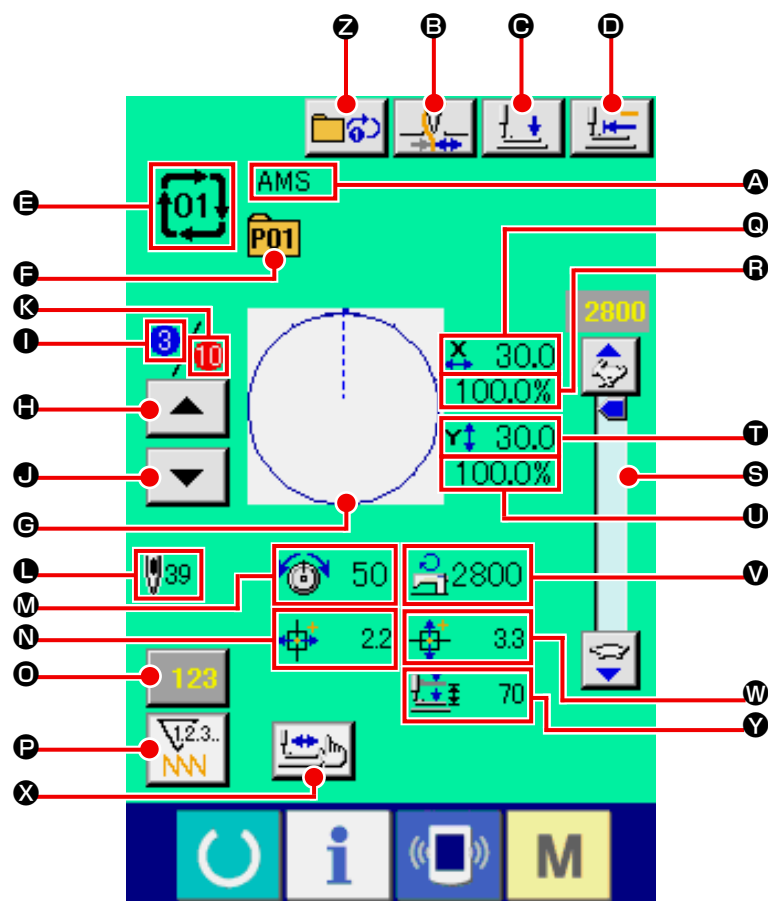 Z B C D
E AMS A
01
P01
Q
F R
K 2800
I 3 / 10 X 30.0
100.0%
H
Y 30.0 T
J 100.0% S
G U
L 39 50 2800 V
M
N 2.2 3.3
O 123 W
70 Y
P 1.2.3..
X
i M